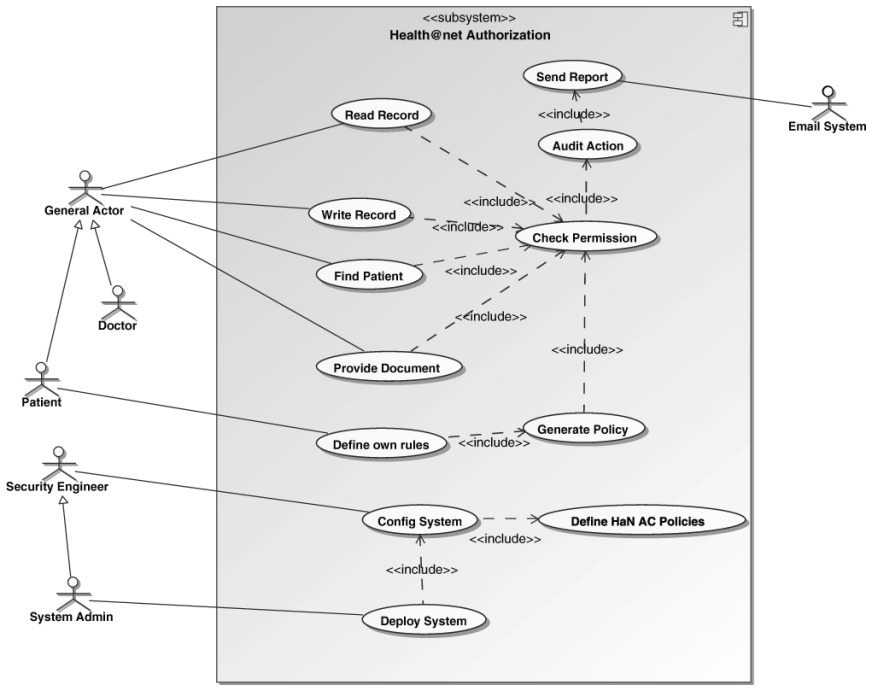 <<subsystem>>
Health@net Authorization
Send Report
Email System
Read Record
<<include>>
Audit Action
General Actor
<<include>>
<<include>>
Write Record
<<include>>
Check Permission
Find Patient
<<include>>
Doctor
<<include>>
Provide Document
<<include>>
Patient
Define own rules
<<include>>
Generate Policy
Security Engineer
Config System
Define HaN AC Policies
<<include>>
<<include>>
System Admin
Deploy System